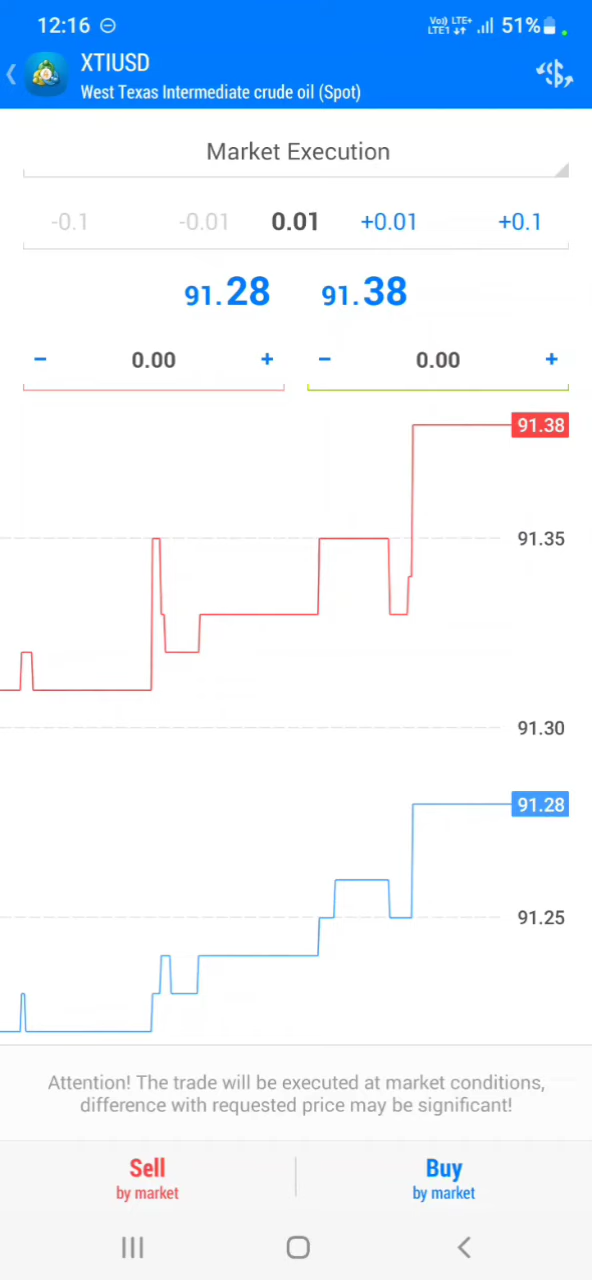 12:16
Vo)) LTE+
LTE1
51%
XTIUSD
West Texas Intermediate crude oil (Spot)
Market Execution
-0.1 -0.01 0.01 +0.01 +0.1
91.28 91.38
- 0.00 + - 0.00 +
91.38
91.35
91.30
91.28
91.25
Attention! The trade will be executed at market conditions,
difference with requested price may be significant!
Sell Buy
by market by market